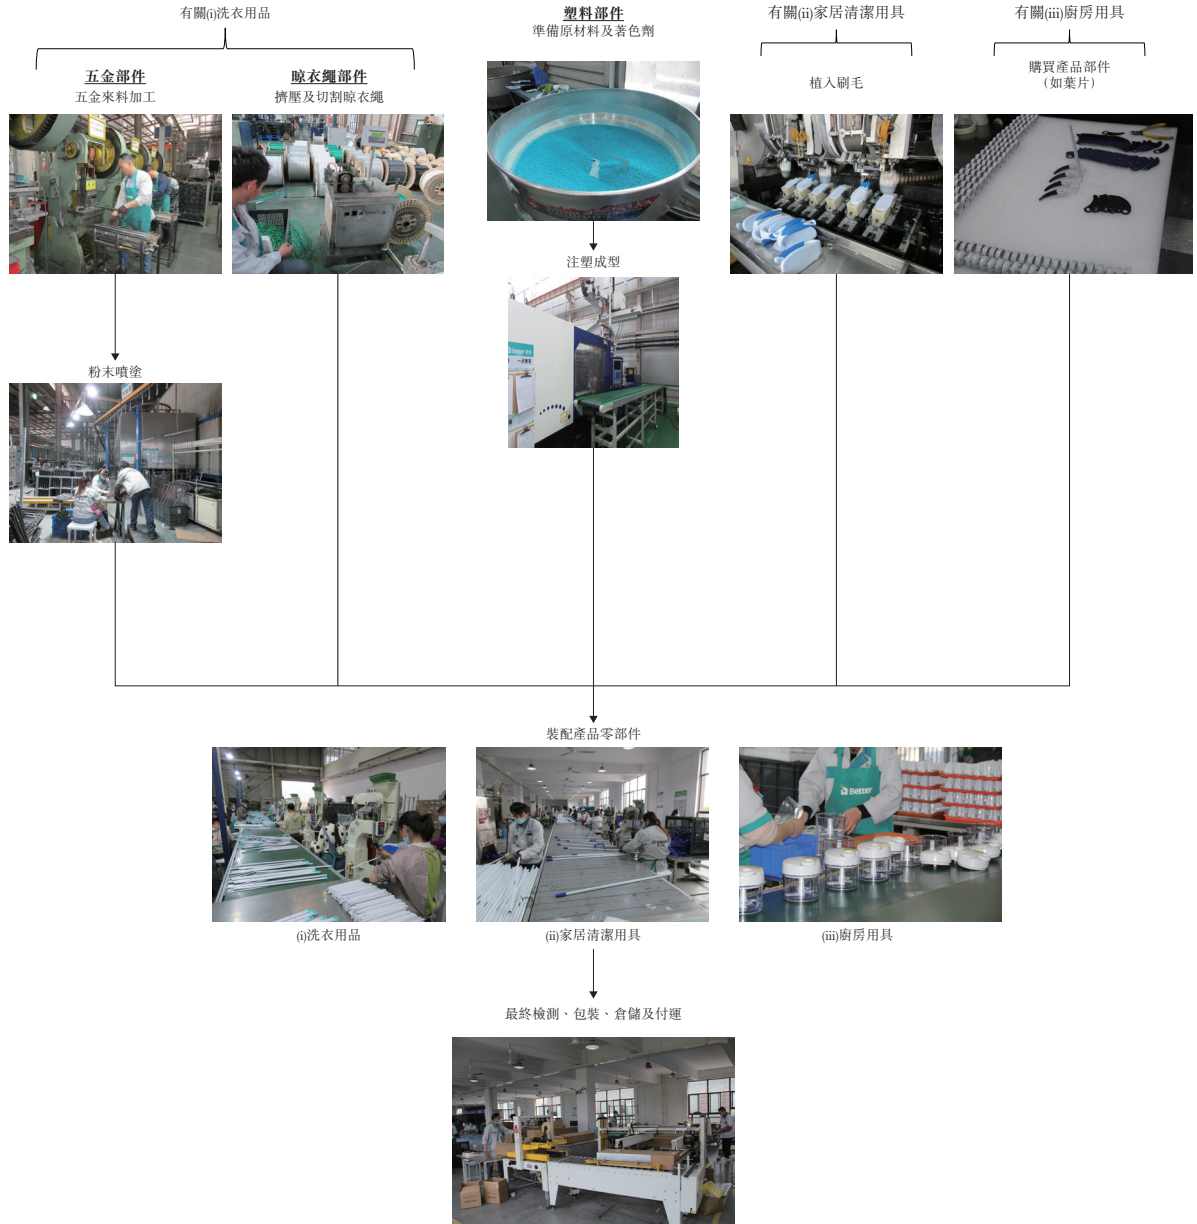 有關(i)洗衣用品
塑料部件
準備原材料及著色劑
有關(ii)家居清潔用具
有關(iii)廚房用具
五金部件
五金來料加工
晾衣繩部件
擠壓及切割晾衣繩
植入刷毛
購買產品部件
（如葉片）
注塑成型
粉末噴塗
裝配產品零部件
Better
(i)洗衣用品
(ii)家居清潔用具
(iii)廚房用具
最終檢測、包裝、倉儲及付運